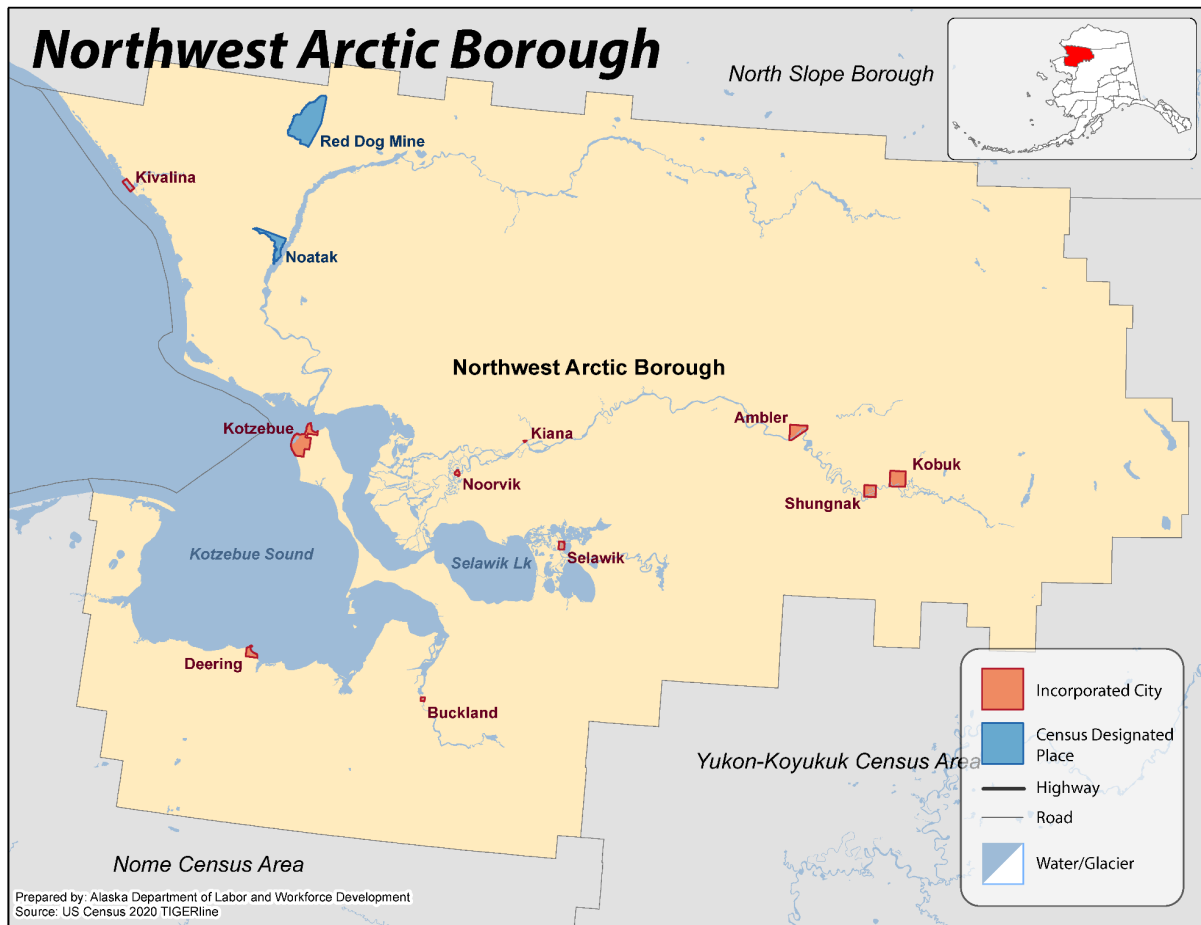 Northwest Arctic Borough
North Slope Borough
Red Dog Mine
Kivalina
Noatak
Northwest Arctic Borough
Ambler
Kotzebue
Kiana
Kobuk
Noorvik
Shungnak
Kotzebue Sound
Selawik Lk
Selawik
Deering
Buckland
Yukon-Koyukuk Census Area
Nome Census Area
Incorporated City
Census Designated
Place
Highway
Road
Water/Glacier
Prepared by: Alaska Department of Labor and Workforce Development
Source: US Census 2020 TIGERline